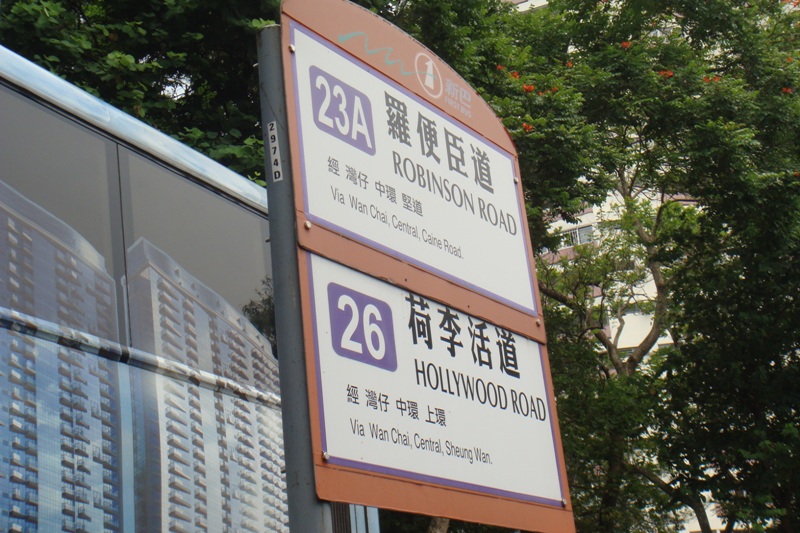 新巴
2974D
23A
羅便臣道
ROBINSON ROAD
經 灣仔 中環 堅道
Via Wan Chai, Central, Caine Road.
26
荷李活道
HOLLYWOOD ROAD
經 灣仔 中環 上環
Via Wan Chai, Central, Sheung Wan.